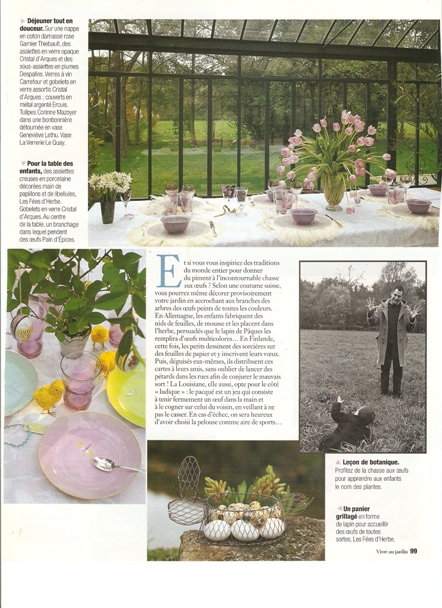 Déjeuner tout en
douceur. Sur une nappe
en coton damassé rose
Garnier Thiebault, des
assiettes en verre opaque
Cristal d'Arques et des
sous-assiettes en plumes
Despalles. Verres à vin
Carrefour et gobelets en
verre assortis Cristal
d'Arques ; couverts en
métal argenté Ercuis.
Tulipes Corinne Mazoyer
dans une bonbonnière
détournée en vase
Geneviève Lethu. Vase
La Verrerie Le Quay.
Pour la table des
enfants, des assiettes
creuses en porcelaine
décorées main de
papillons et de libellules,
Les Fées d'Herbe.
Gobelets en verre Cristal
d'Arques. Au centre
de la table, un branchage
dans lequel pendent
des œufs Pain d'Épices.
Et si vous vous inspiriez des traditions
du monde entier pour donner
du piment à l'incontournable chasse
aux œufs ? Selon une coutume suisse,
vous pourrez même décorer provisoirement
votre jardin en accrochant aux branches des
arbres des œufs peints de toutes les couleurs.
En Allemagne, les enfants fabriquent des
nids de feuilles, de mousse et les placent dans
l'herbe, persuadés que le lapin de Pâques les
remplira d'œufs multicolores… En Finlande,
cette fois, les petits dessinent des sorcières sur
des feuilles de papier et y inscrivent leurs vœux.
Puis, déguisés eux-mêmes, ils distribuent ces
cartes à leurs amis, sans oublier de lancer des
pétards dans les rues afin de conjurer le mauvais
sort ! La Louisiane, elle aussi, opte pour le côté
« ludique » : le pacqué est un jeu qui consiste
à tenir fermement un œuf dans la main et
à le cogner sur celui du voisin, en veillant à ne
pas le casser. En cas d'échec, on sera heureux
d'avoir choisi la pelouse comme aire de sports…
Leçon de botanique.
Profitez de la chasse aux œufs
pour apprendre aux enfants
le nom des plantes.
Un panier
grillagé en forme
de lapin pour accueillir
des œufs de toutes
sortes. Les Fées d'Herbe.
Vivre au jardin 99